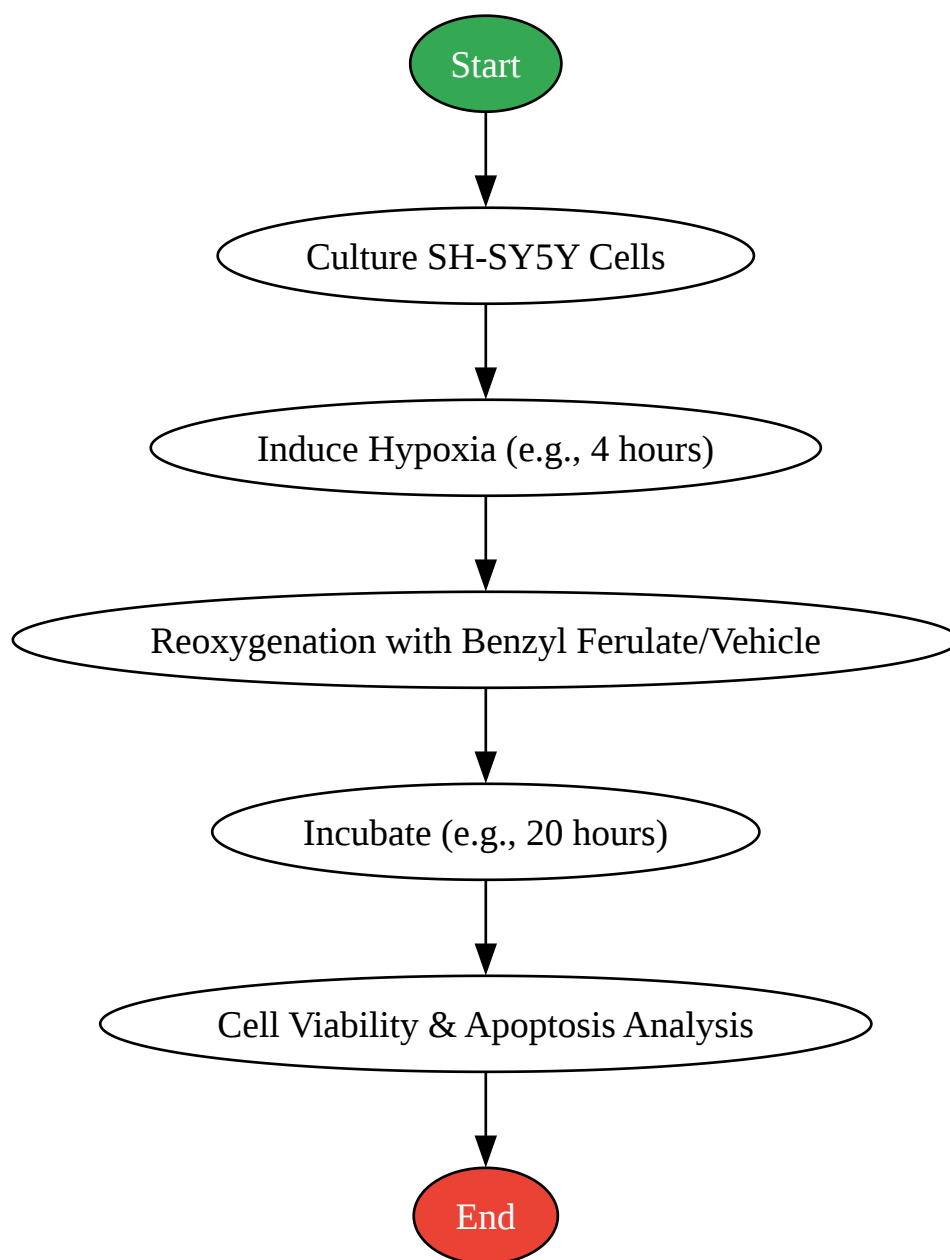 Start
Culture SH-SY5Y Cells
Induce Hypoxia (e.g., 4 hours)
Reoxygenation with Benzyl Ferulate/Vehicle
Incubate (e.g., 20 hours)
Cell Viability & Apoptosis Analysis
End